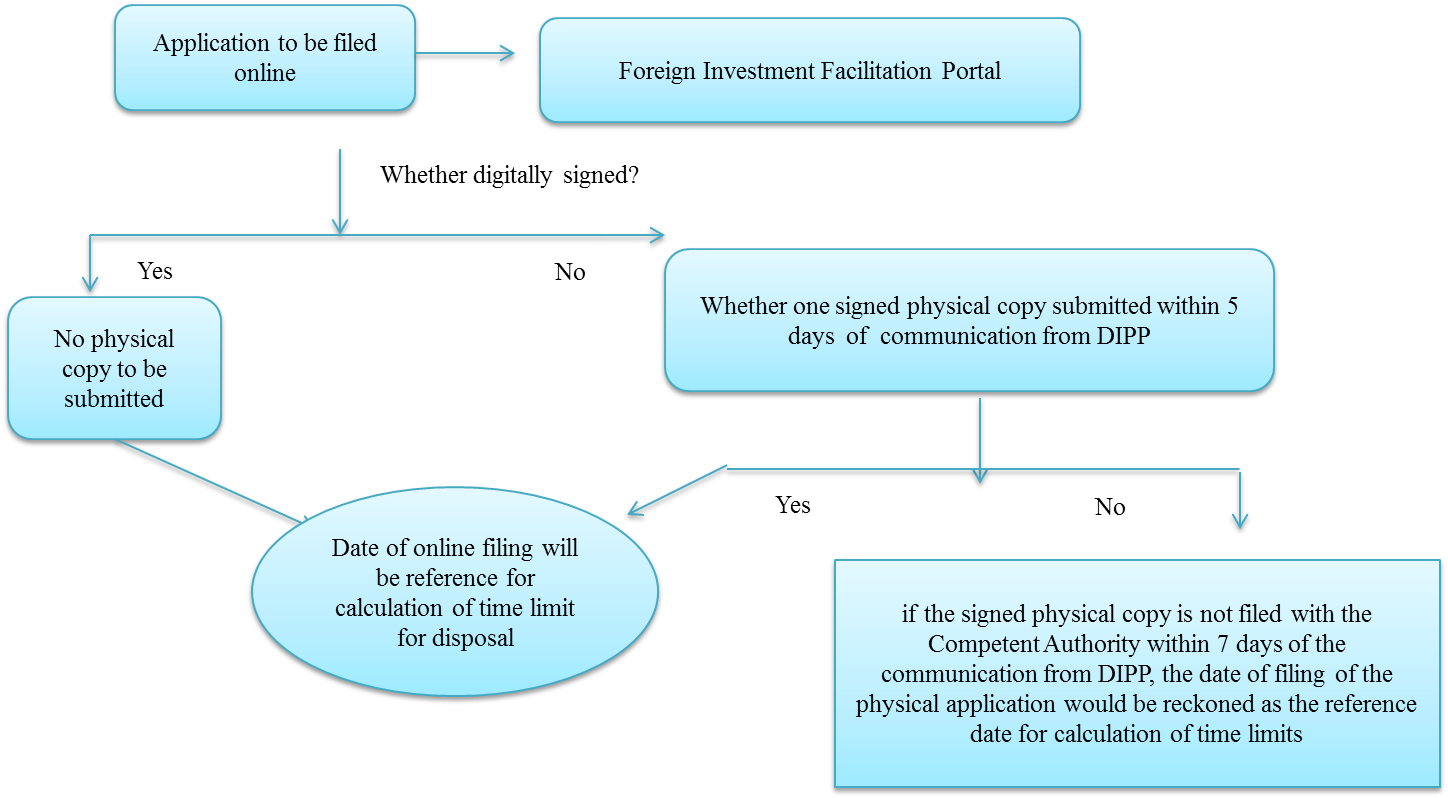 Application to be filed
online
Foreign Investment Facilitation Portal
Whether digitally signed?
Yes
No
Whether one signed physical copy submitted within 5
days of communication from DIPP
No physical
copy to be
submitted
Yes
No
Date of online filing will
be reference for
calculation of time limit
for disposal
if the signed physical copy is not filed with the
Competent Authority within 7 days of the
communication from DIPP, the date of filing of the
physical application would be reckoned as the reference
date for calculation of time limits